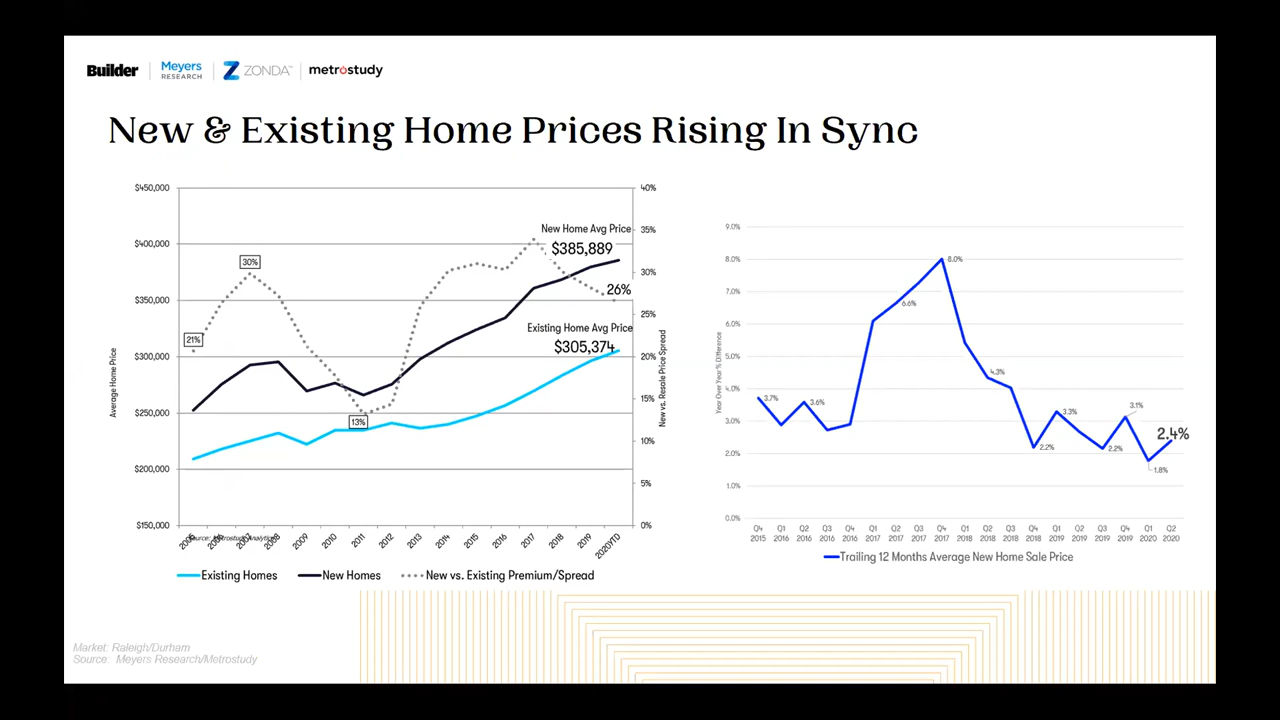 Builder
Meyers
RESEARCH
ZONDA™
metrostudy
New & Existing Home Prices Rising In Sync
Average Home Price
$450,000
$400,000
$350,000
$300,000
$250,000
$200,000
$150,000
40%
35%
30%
25%
20%
15%
10%
5%
0%
New vs. Resale Price Spread
21%
30%
13%
New Home Avg Price
$385,889
26%
Existing Home Avg Price
$305,374
2005 2006 2007 2008 2009 2010 2011 2012 2013 2014 2015 2016 2017 2018 2019 2020YTD
Source: Metrostudy Analytics
Existing Homes New Homes New vs. Existing Premium/Spread
Year Over Year % Difference
9.0%
8.0%
7.0%
6.0%
5.0%
4.0%
3.0%
2.0%
1.0%
0.0%
3.7%
3.6%
6.6%
8.0%
4.3%
2.2%
3.3%
2.2%
3.1%
1.8%
2.4%
Q4 Q1 Q2 Q3 Q4 Q1 Q2 Q3 Q4 Q1 Q2 Q3 Q4 Q1 Q2 Q3 Q4 Q1 Q2
2015 2016 2016 2016 2016 2017 2017 2017 2017 2018 2018 2018 2018 2019 2019 2019 2019 2020 2020
Trailing 12 Months Average New Home Sale Price
Market: Raleigh/Durham
Source: Meyers Research/Metrostudy